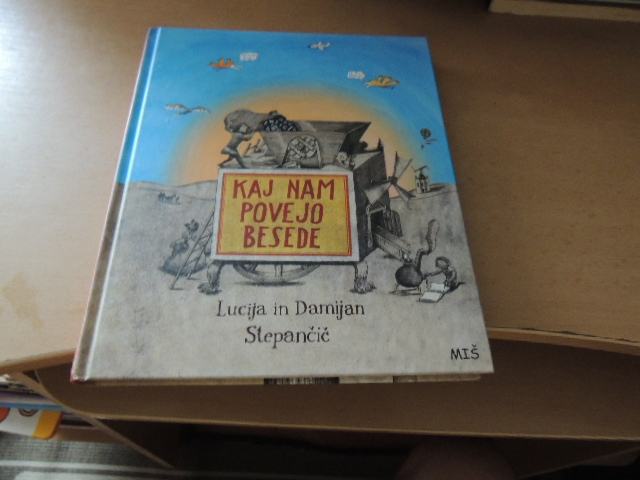 KAJ NAM
POVEJO
BESEDE
Lucija in Damijan
Stepančič
MIŠ